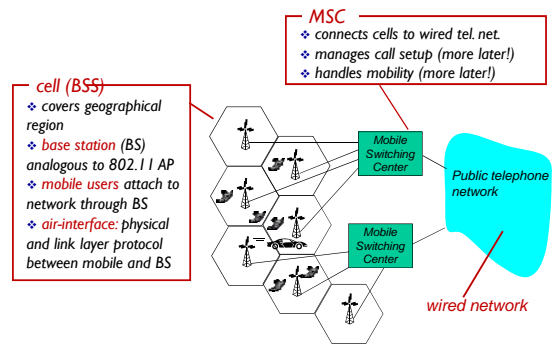 MSC
❖ connects cells to wired tel. net.
❖ manages call setup (more later!)
❖ handles mobility (more later!)
cell (BSS)
❖ covers geographical
region
❖ base station (BS)
analogous to 802.11 AP
❖ mobile users attach to
network through BS
❖ air-interface: physical
and link layer protocol
between mobile and BS
Mobile
Switching
Center
Public telephone
network
Mobile
Switching
Center
wired network